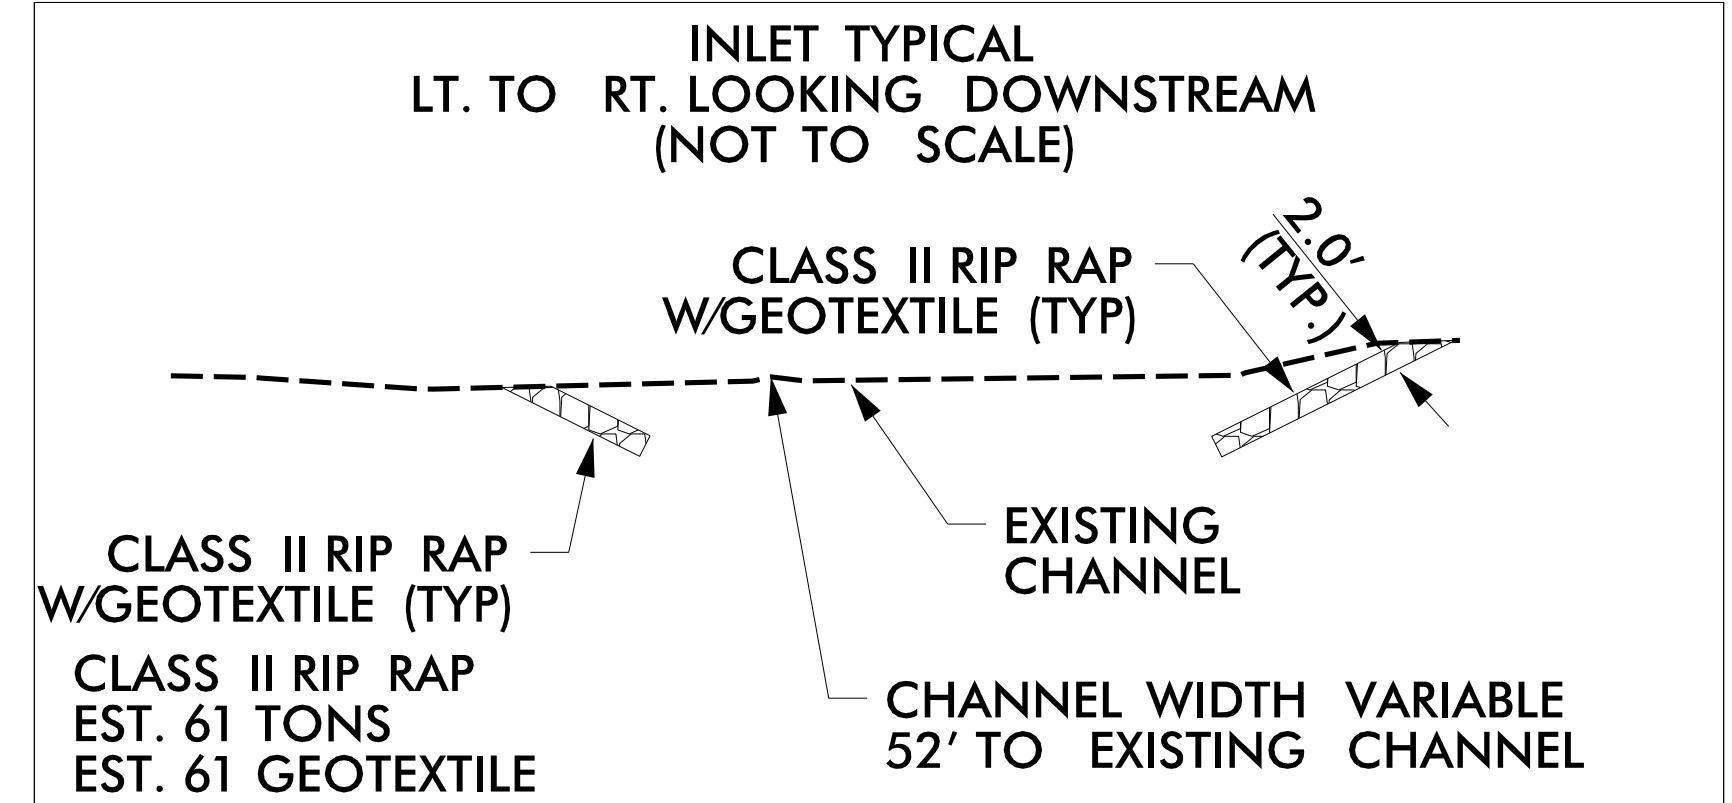 INLET TYPICAL
LT. TO RT. LOOKING DOWNSTREAM
(NOT TO SCALE)
2.0'
(TYP.)
CLASS II RIP RAP
W/GEOTEXTILE (TYP)
EXISTING
CHANNEL
CLASS II RIP RAP
W/GEOTEXTILE (TYP)
CLASS II RIP RAP
EST. 61 TONS
EST. 61 GEOTEXTILE
CHANNEL WIDTH VARIABLE
52' TO EXISTING CHANNEL